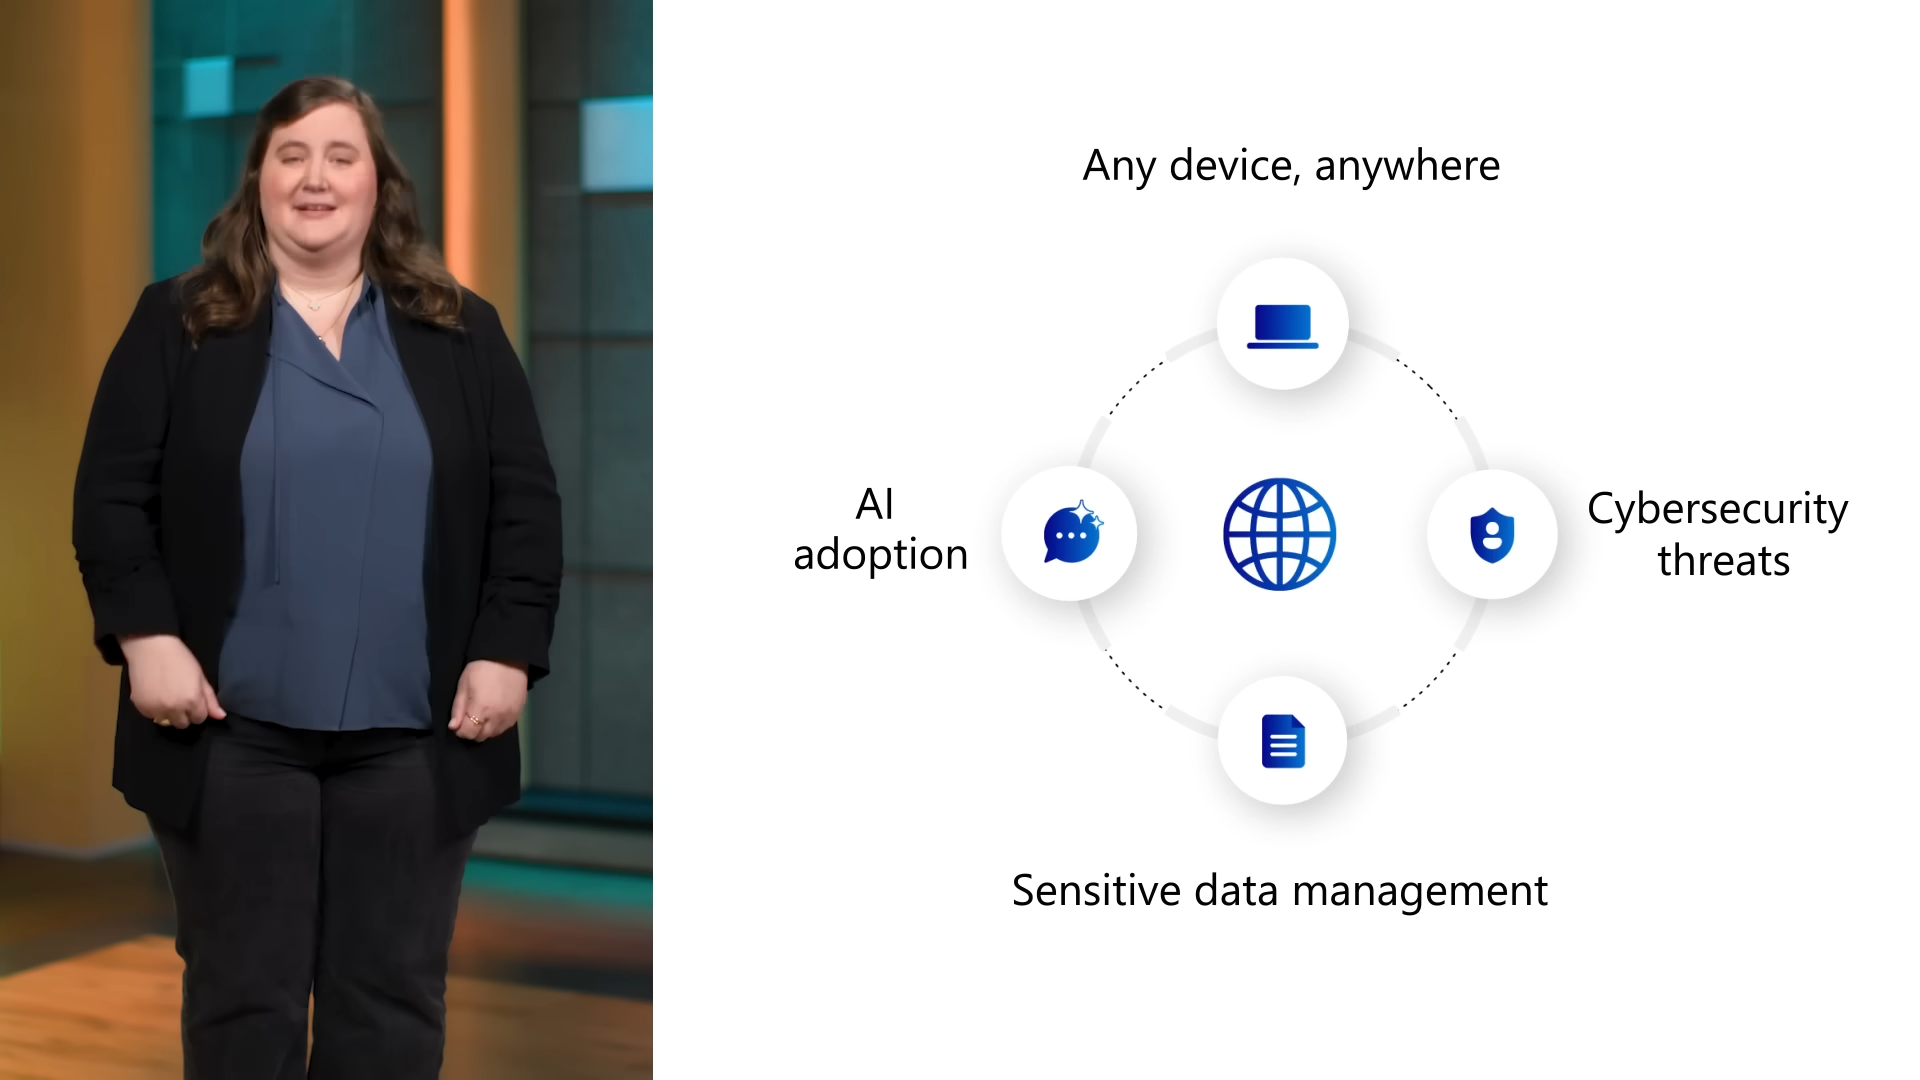 Any device, anywhere
AI
adoption
Cybersecurity
threats
Sensitive data management